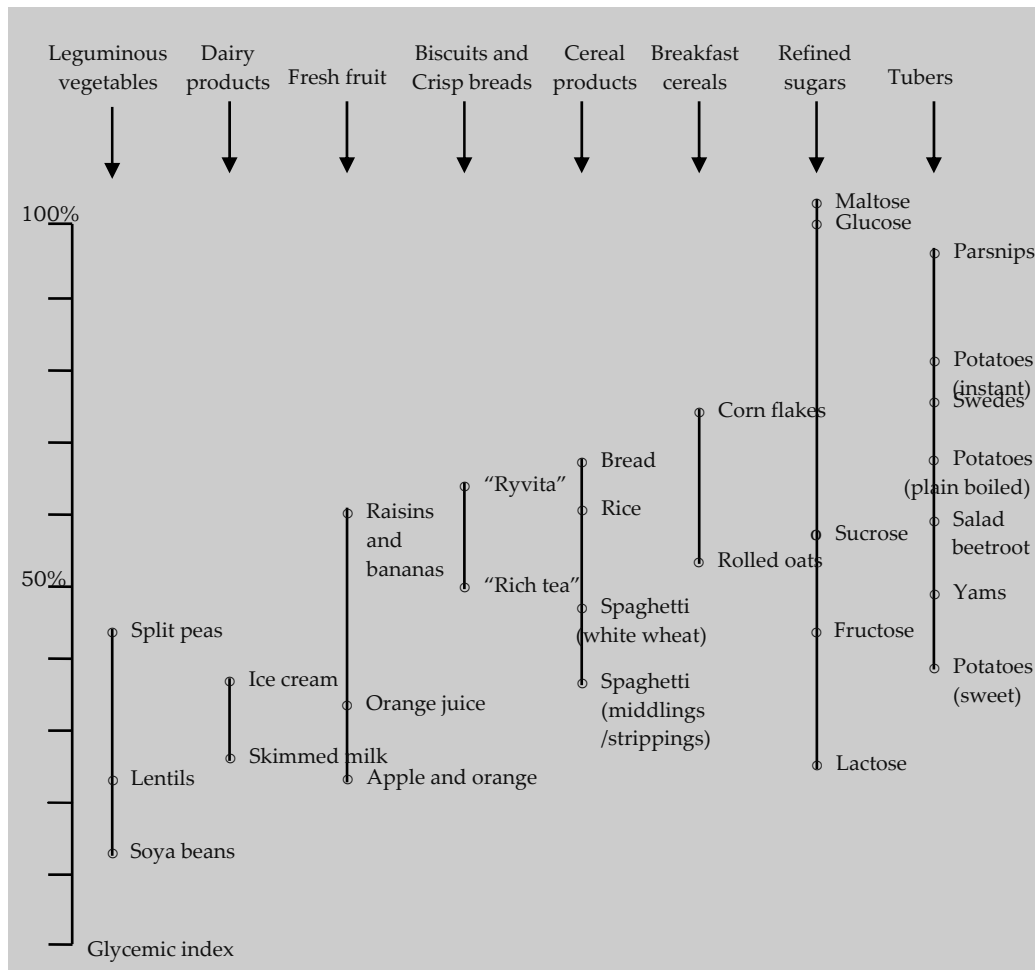 Leguminous
vegetables
Dairy
products
Fresh fruit
Biscuits and
Crisp breads
Cereal
products
Breakfast
cereals
Refined
sugars
Tubers
100%
50%
Glycemic index
Split peas
Lentils
Soya beans
Ice cream
Skimmed milk
Raisins
and
bananas
Orange juice
Apple and orange
“Ryvita”
“Rich tea”
Bread
Rice
Spaghetti
(white wheat)
Spaghetti
(middlings
/strippings)
Corn flakes
Rolled oats
Maltose
Glucose
Sucrose
Fructose
Lactose
Parsnips
Potatoes
(instant)
Swedes
Potatoes
(plain boiled)
Salad
beetroot
Yams
Potatoes
(sweet)